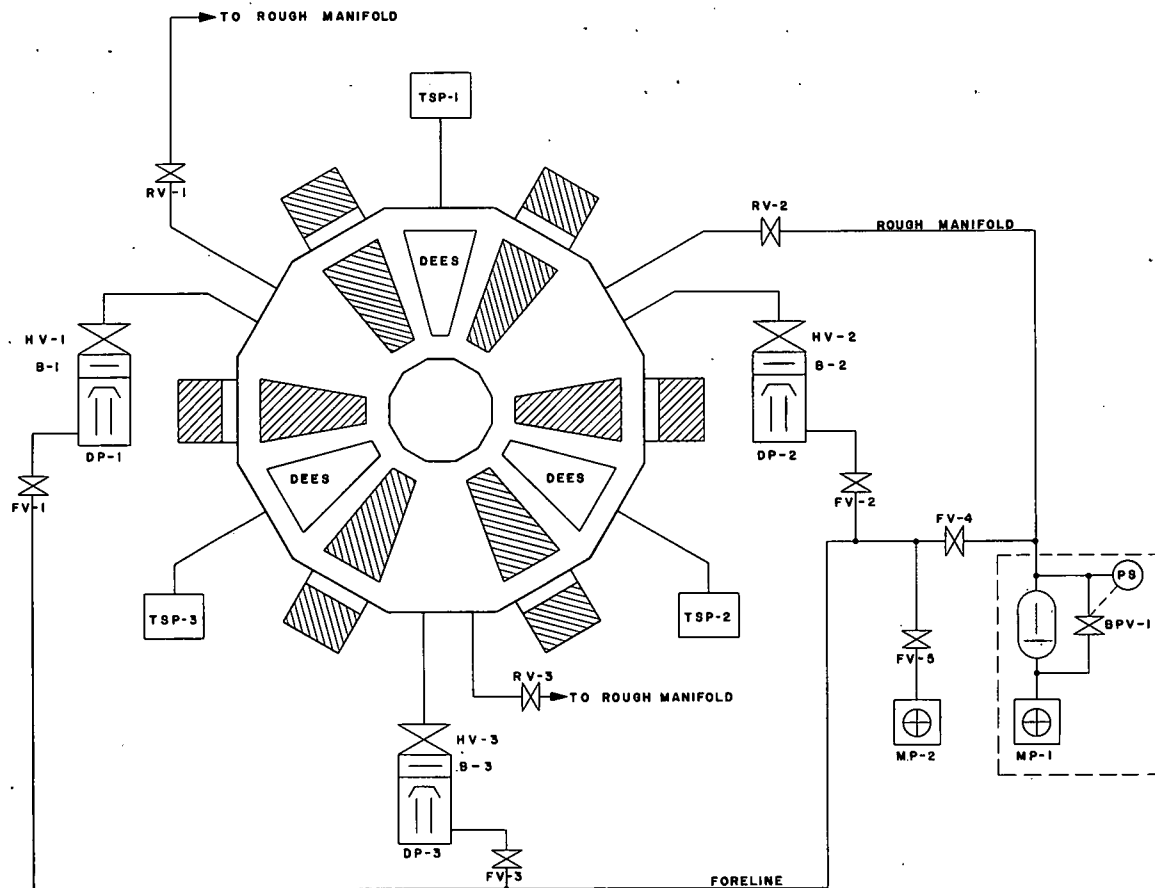 TO ROUGH MANIFOLD
TSP-1
RV-1
RV-2
ROUGH MANIFOLD
DEES
HV-1
B-1
HV-2
B-2
DP-1
DP-2
DEES
DEES
FV-1
FV-2
FV-4
PS
TSP-3
TSP-2
BPV-1
FV-5
RV-3
TO ROUGH MANIFOLD
HV-3
B-3
MP-2
MP-1
DP-3
FV-3
FORELINE